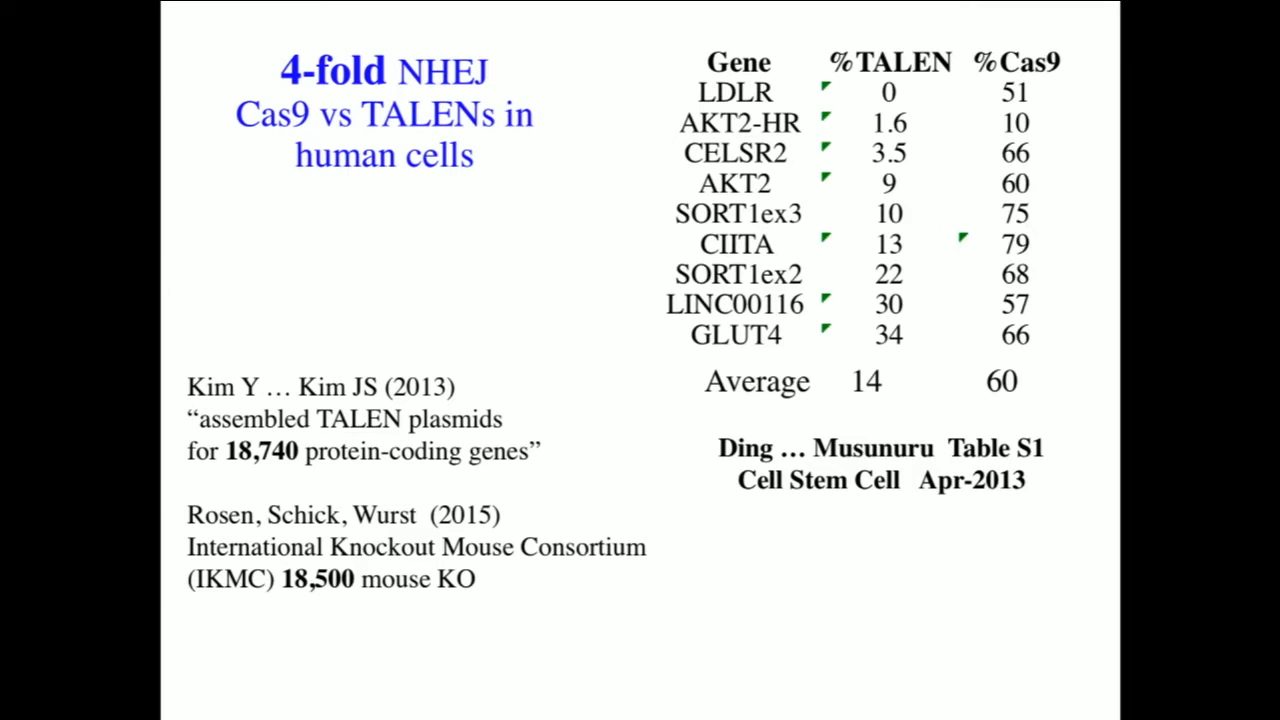 4-fold NHEJ
Cas9 vs TALENs in
human cells
Gene %TALEN %Cas9
LDLR 0 51
AKT2-HR 1.6 10
CELSR2 3.5 66
AKT2 9 60
SORT1ex3 10 75
CIITA 13 79
SORT1ex2 22 68
LINC00116 30 57
GLUT4 34 66
Average 14 60
Ding … Musunuru Table S1
Cell Stem Cell Apr-2013
Kim Y … Kim JS (2013)
“assembled TALEN plasmids
for 18,740 protein-coding genes”
Rosen, Schick, Wurst (2015)
International Knockout Mouse Consortium
(IKMC) 18,500 mouse KO